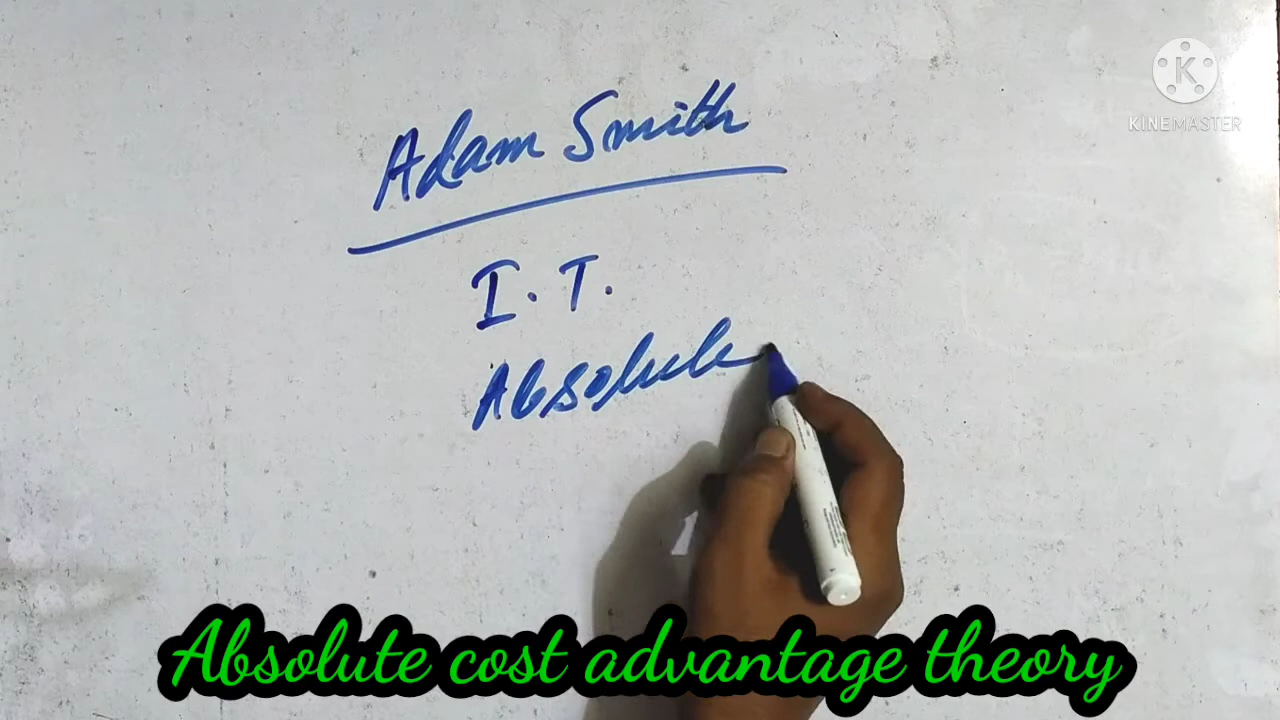 Adam Smith
I.T.
Absolute
Absolute cost advantage theory
KINEMASTER